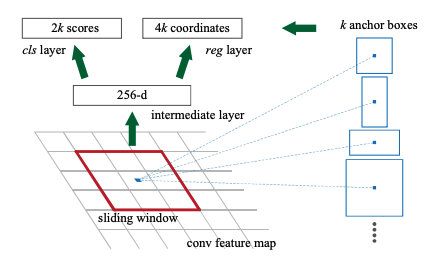 2k scores
4k coordinates
k anchor boxes
cls layer
reg layer
256-d
intermediate layer
sliding window
conv feature map